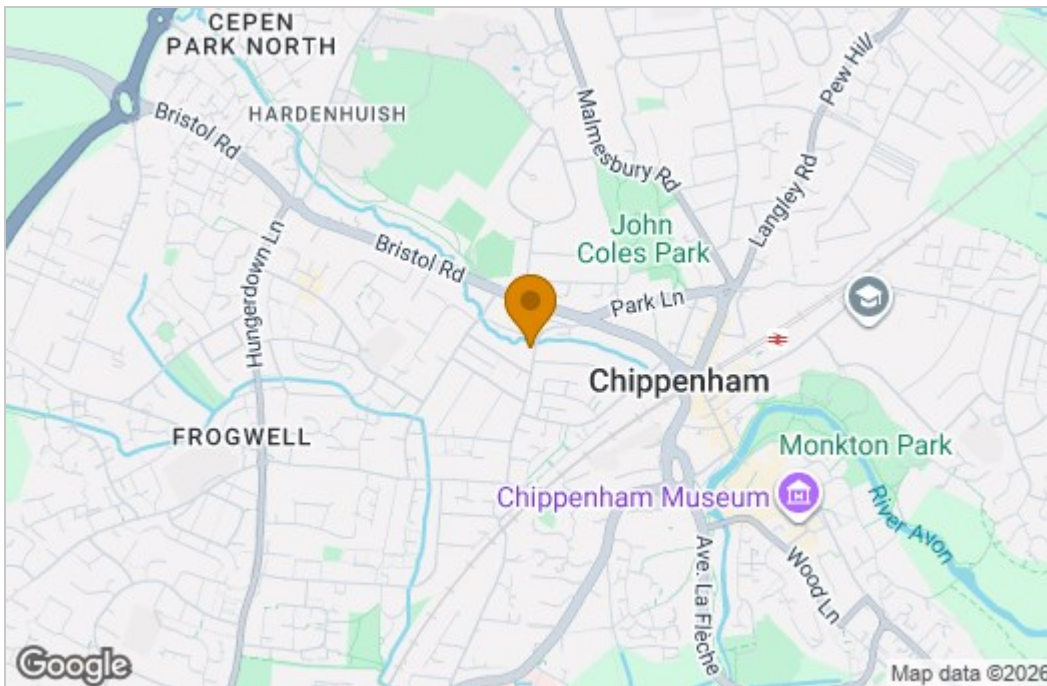 CEPEN
PARK NORTH
HARDENHUISH
Bristol Rd
Malmesbury Rd
Pew Hill
Langley Rd
Hungerdown Ln
Bristol Rd
John
Coles Park
Park Ln
Chippenham
FROGWELL
Monkton Park
Chippenham Museum
River Avon
Wood Ln
Ave. La Flèche
Google
Map data ©2026